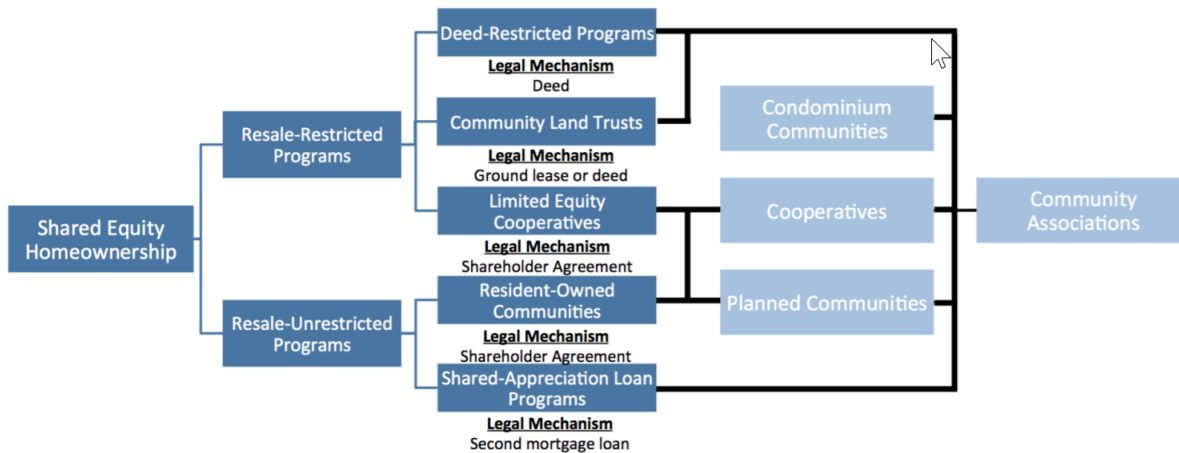 Shared Equity
Homeownership
Resale-Restricted
Programs
Resale-Unrestricted
Programs
Deed-Restricted Programs
Legal Mechanism
Deed
Community Land Trusts
Legal Mechanism
Ground lease or deed
Limited Equity
Cooperatives
Legal Mechanism
Shareholder Agreement
Resident-Owned
Communities
Legal Mechanism
Shareholder Agreement
Shared-Appreciation Loan
Programs
Legal Mechanism
Second mortgage loan
Condominium
Communities
Cooperatives
Planned Communities
Community
Associations